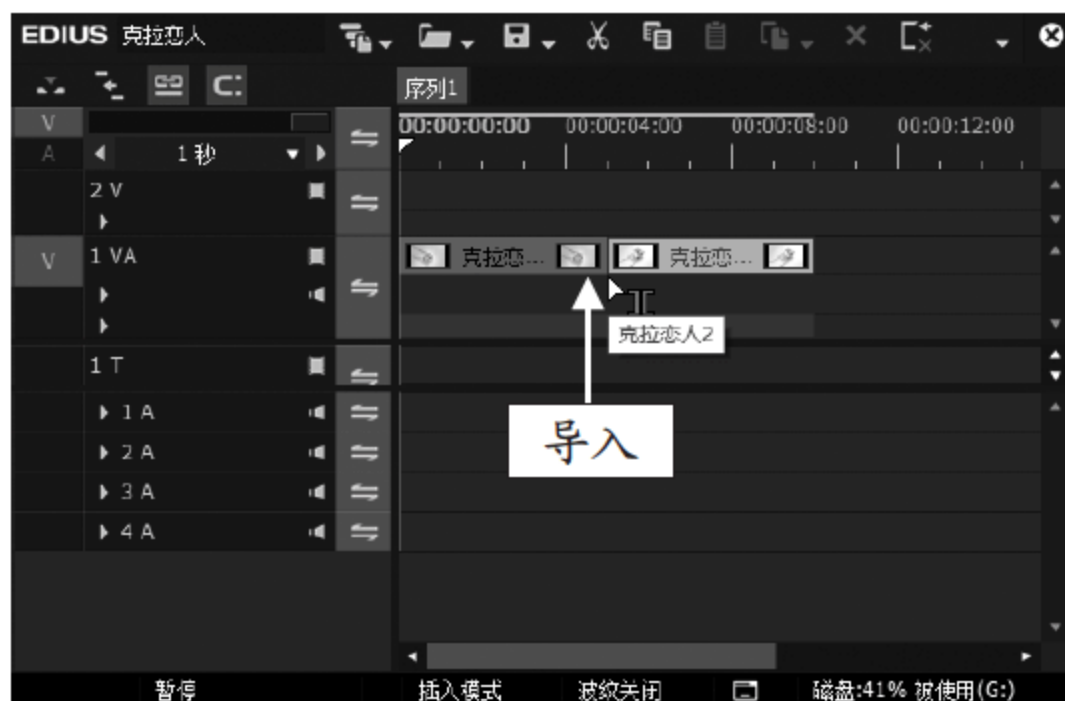 EDIUS 克拉恋人
序列1
V
A
1秒
00:00:00:00 00:00:04:00 00:00:08:00 00:00:12:00
2 V
V
1 VA
克拉恋... 克拉恋...
克拉恋人2
1 T
导入
1 A
2 A
3 A
4 A
暂停 插入模式 波纹关闭 磁盘:41% 被使用(G:)